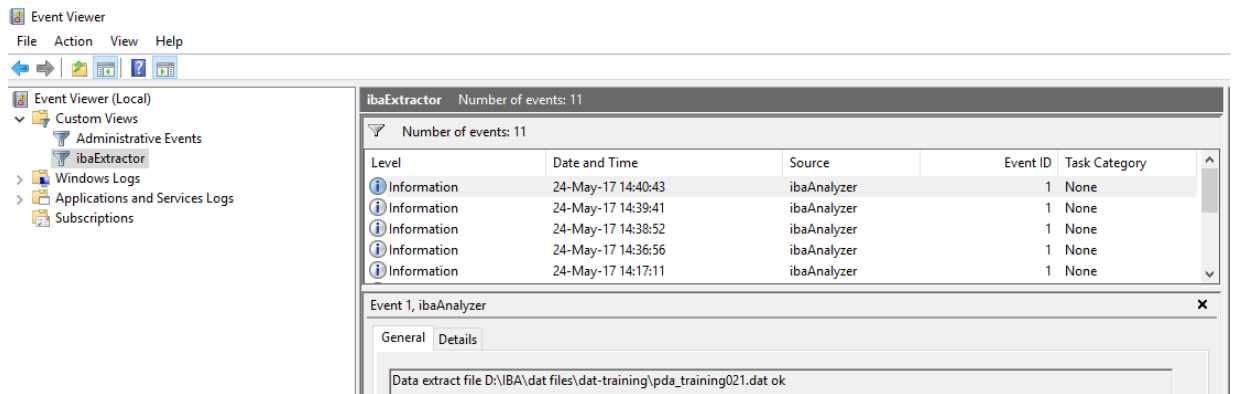 Event Viewer
File Action View Help
Event Viewer (Local)
Custom Views
Administrative Events
ibaExtractor
Windows Logs
Applications and Services Logs
Subscriptions
ibaExtractor Number of events: 11
Number of events: 11
Level Date and Time Source Event ID Task Category
Information 24-May-17 14:40:43 ibaAnalyzer 1 None
Information 24-May-17 14:39:41 ibaAnalyzer 1 None
Information 24-May-17 14:38:52 ibaAnalyzer 1 None
Information 24-May-17 14:36:56 ibaAnalyzer 1 None
Information 24-May-17 14:17:11 ibaAnalyzer 1 None
Event 1, ibaAnalyzer
General Details
Data extract file D:\IBA\dat files\dat-training\pda_training021.dat ok